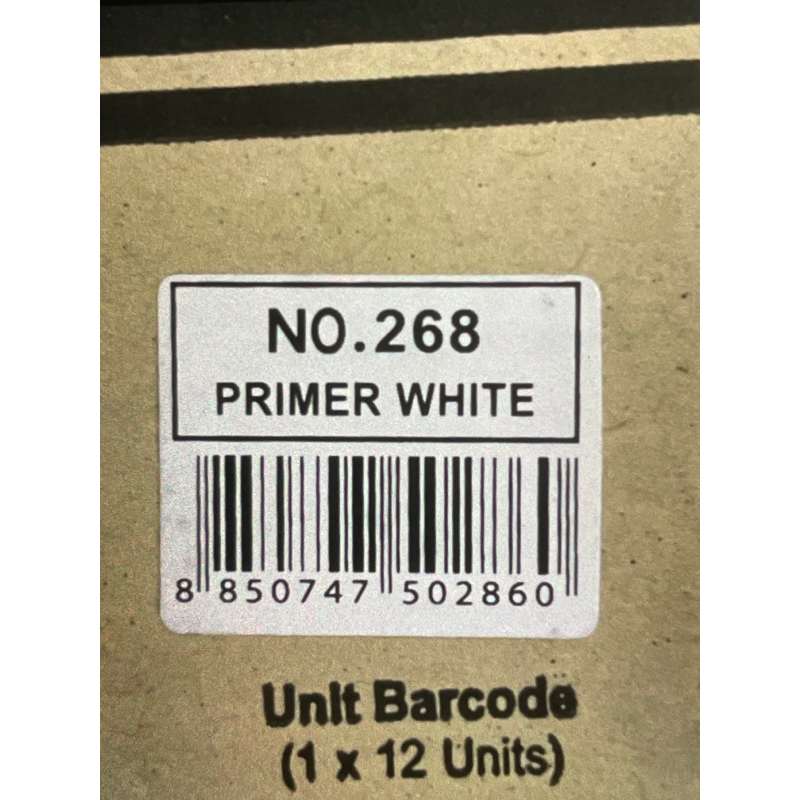 NO.268
PRIMER WHITE
8 850747 502860
Unit Barcode
(1 x 12 Units)